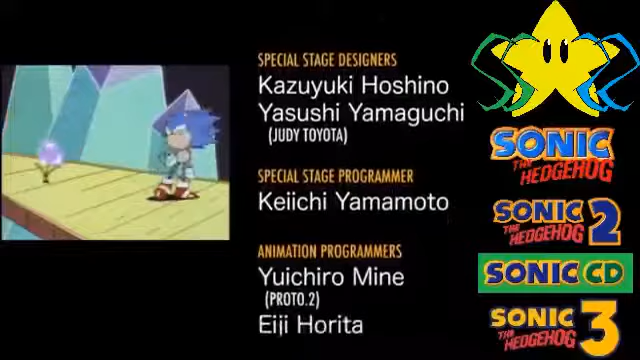 SPECIAL STAGE DESIGNERS
Kazuyuki Hoshino
Yasushi Yamaguchi
(JUDY TOYOTA)
SPECIAL STAGE PROGRAMMER
Keiichi Yamamoto
ANIMATION PROGRAMMERS
Yuichiro Mine
(PROTO.2)
Eiji Horita
SONIC
THE HEDGEHOG
SONIC 2
THE HEDGEHOG
SONIC CD
SONIC 3
THE HEDGEHOG